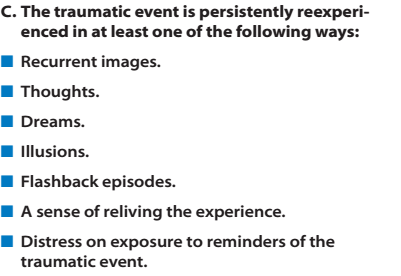 C. The traumatic event is persistently reexperi-
enced in at least one of the following ways:
■ Recurrent images.
■ Thoughts.
■ Dreams.
■ Illusions.
■ Flashback episodes.
■ A sense of reliving the experience.
■ Distress on exposure to reminders of the
traumatic event.